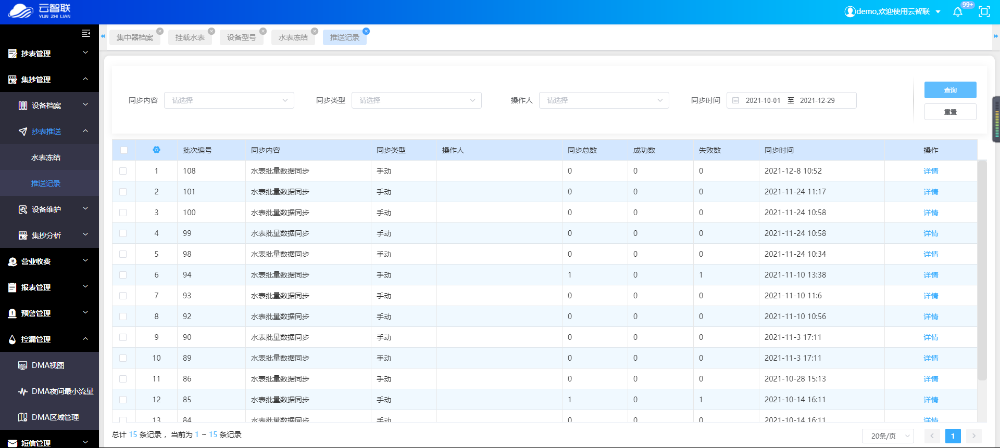 云智联
YUN ZHI LIAN
demo,欢迎使用云智联
99+
集中器档案
挂载水表
设备型号
水表冻结
推送记录
抄表管理
集抄管理
设备档案
抄表推送
水表冻结
推送记录
设备维护
集抄分析
营业收费
报表管理
预警管理
控漏管理
DMA视图
DMA夜间最小流量
DMA区域管理
短信管理
同步内容 请选择 同步类型 请选择 操作人 请选择 同步时间 2021-10-01 至 2021-12-29
查询
重置
批次编号 同步内容 同步类型 操作人 同步总数 成功数 失败数 同步时间 操作
1 108 水表批量数据同步 手动 0 0 0 2021-12-8 10:52 详情
2 101 水表批量数据同步 手动 0 0 0 2021-11-24 11:17 详情
3 100 水表批量数据同步 手动 0 0 0 2021-11-24 10:58 详情
4 99 水表批量数据同步 手动 0 0 0 2021-11-24 10:58 详情
5 98 水表批量数据同步 手动 0 0 0 2021-11-24 10:34 详情
6 94 水表批量数据同步 手动 1 0 1 2021-11-10 13:38 详情
7 93 水表批量数据同步 手动 0 0 0 2021-11-10 11:6 详情
8 92 水表批量数据同步 手动 0 0 0 2021-11-10 10:56 详情
9 90 水表批量数据同步 手动 0 0 0 2021-11-3 17:11 详情
10 89 水表批量数据同步 手动 0 0 0 2021-11-3 17:11 详情
11 86 水表批量数据同步 手动 0 0 0 2021-10-28 15:13 详情
12 85 水表批量数据同步 手动 1 0 1 2021-10-14 16:11 详情
13 84 水表批量数据同步 手动 0 0 0 2021-10-14 16:11 详情
总计 15 条记录，当前为 1 ~ 15 条记录
20条/页
1